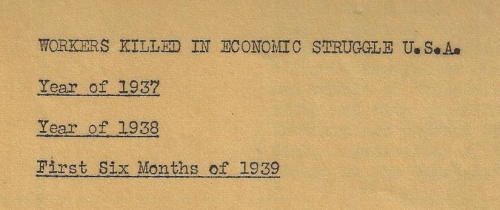 WORKERS KILLED IN ECONOMIC STRUGGLE U.S.A.
Year of 1937
Year of 1938
First Six Months of 1939